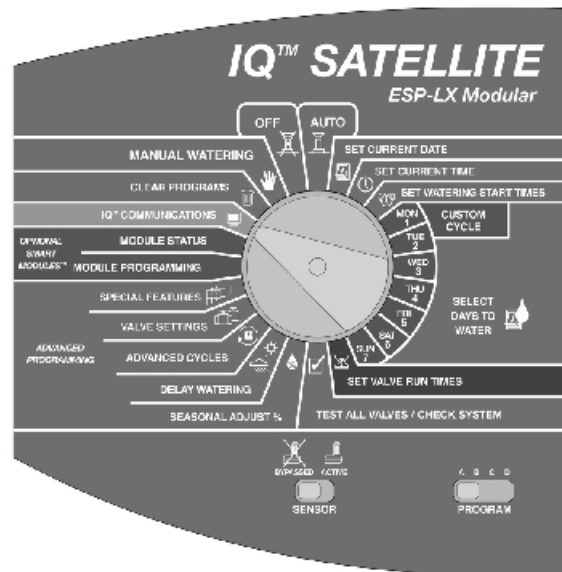 IQ™ SATELLITE
ESP-LX Modular
OFF
AUTO
MANUAL WATERING
CLEAR PROGRAMS
IQ™ COMMUNICATIONS
OPTIONAL
SMART
MODULES™
MODULE STATUS
MODULE PROGRAMMING
SPECIAL FEATURES
VALVE SETTINGS
ADVANCED
PROGRAMMING
ADVANCED CYCLES
DELAY WATERING
SEASONAL ADJUST %
SET CURRENT DATE
SET CURRENT TIME
SET WATERING START TIMES
CUSTOM
CYCLE
MON
1
TUE
2
WED
3
THU
4
FRI
5
SAT
6
SUN
7
SELECT
DAYS TO
WATER
SET VALVE RUN TIMES
TEST ALL VALVES / CHECK SYSTEM
BYPASSED ACTIVE
SENSOR
A B C D
PROGRAM